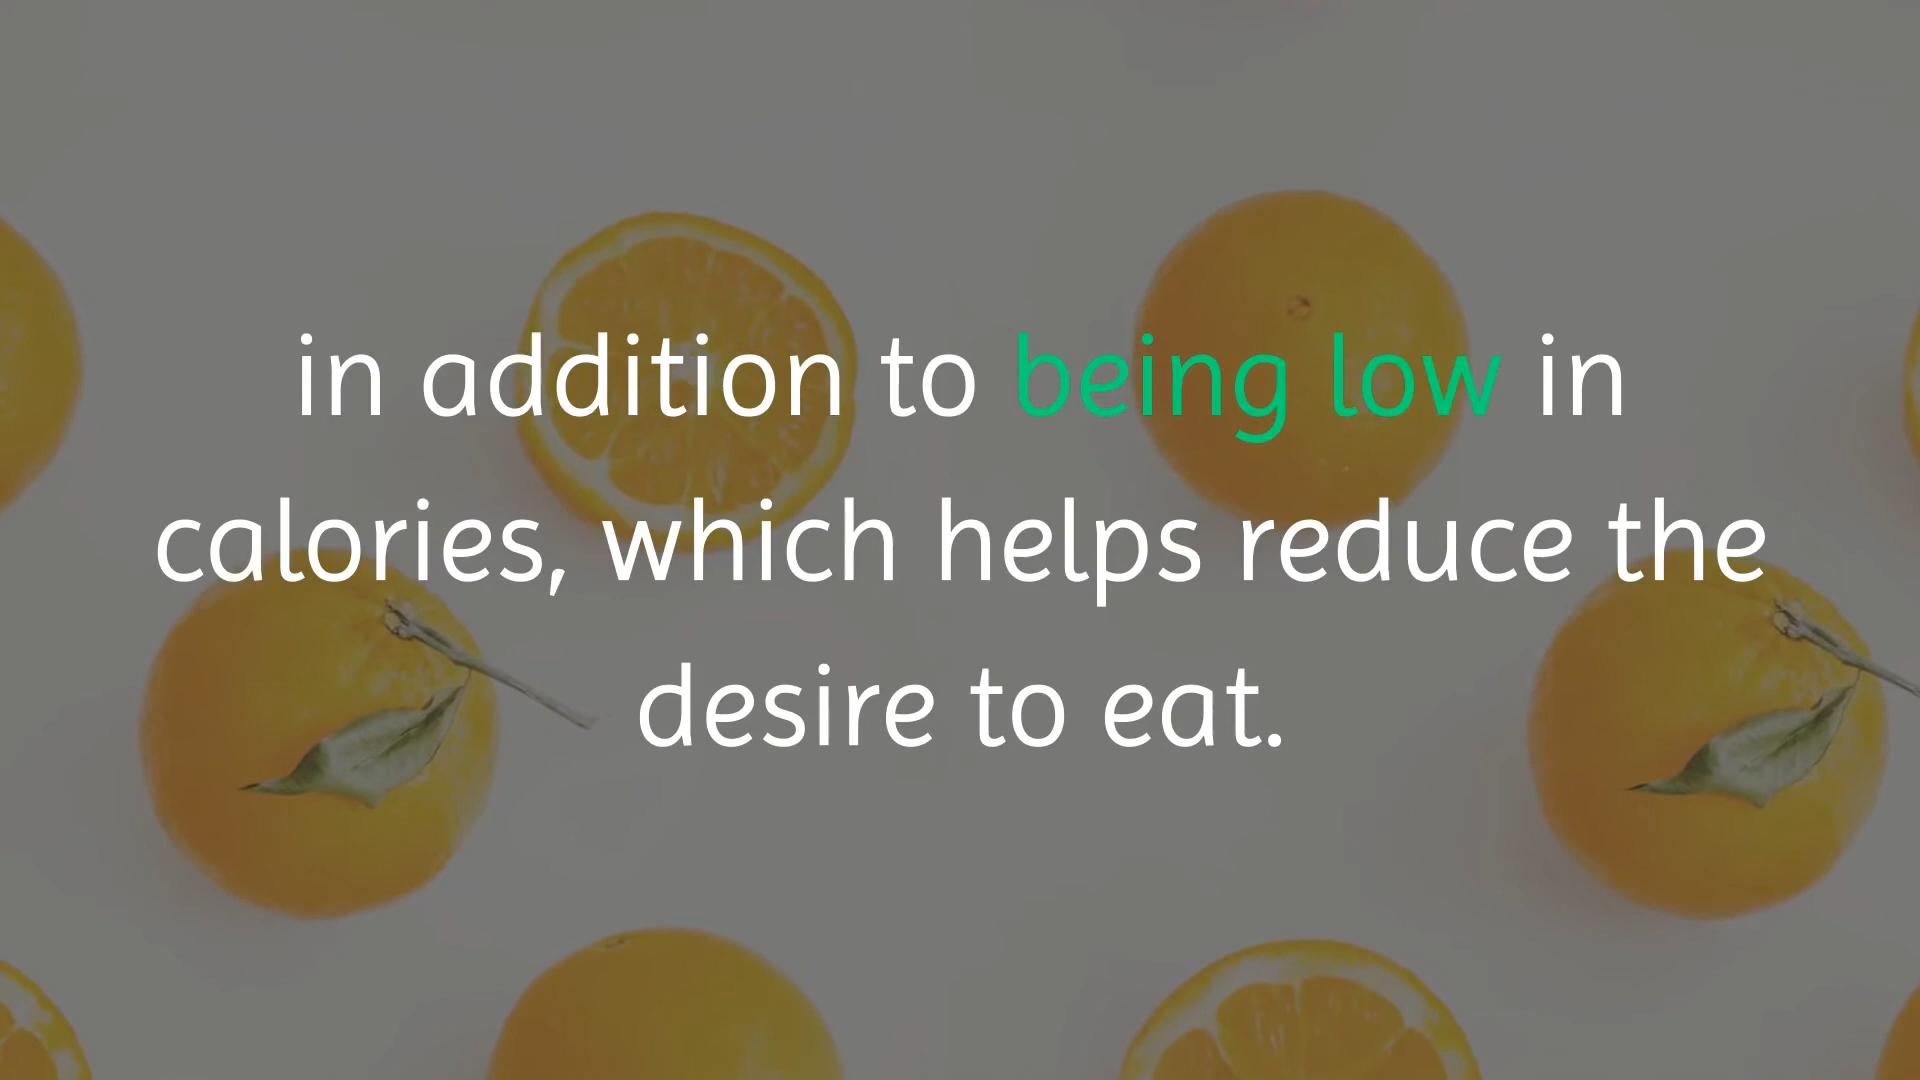 in addition to being low in
calories, which helps reduce the
desire to eat.